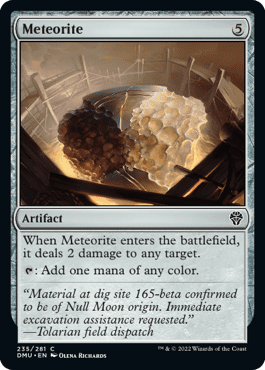 Meteorite 5
Artifact
When Meteorite enters the battlefield,
it deals 2 damage to any target.
: Add one mana of any color.
"Material at dig site 165-beta confirmed
to be of Null Moon origin. Immediate
excavation assistance requested."
—Tolarian field dispatch
235/281 C
DMU • EN OLENA RICHARDS
™ & © 2022 Wizards of the Coast